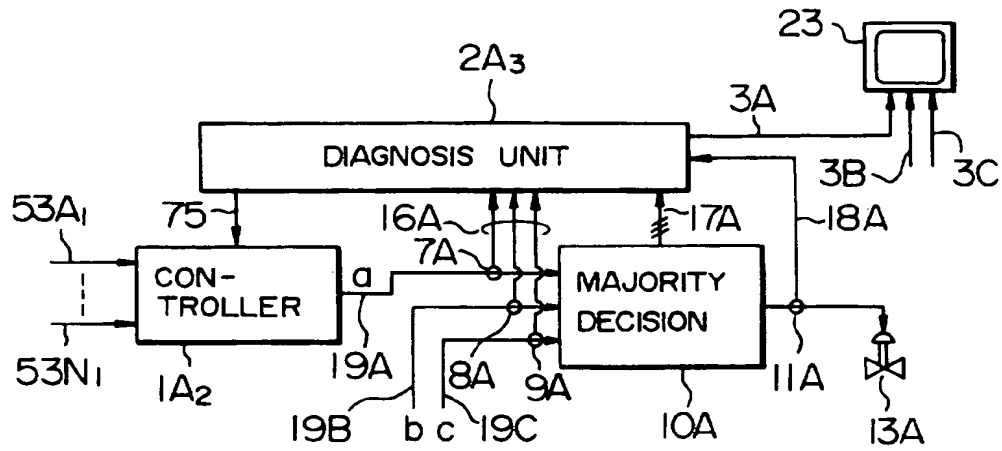 23
2A3
3A
DIAGNOSIS UNIT
3B
3C
53A1
75
16A
17A
18A
7A
CON-
TROLLER
a
MAJORITY
DECISION
53N1
1A2
19A
8A
9A
11A
19B
b
c
19C
10A
13A